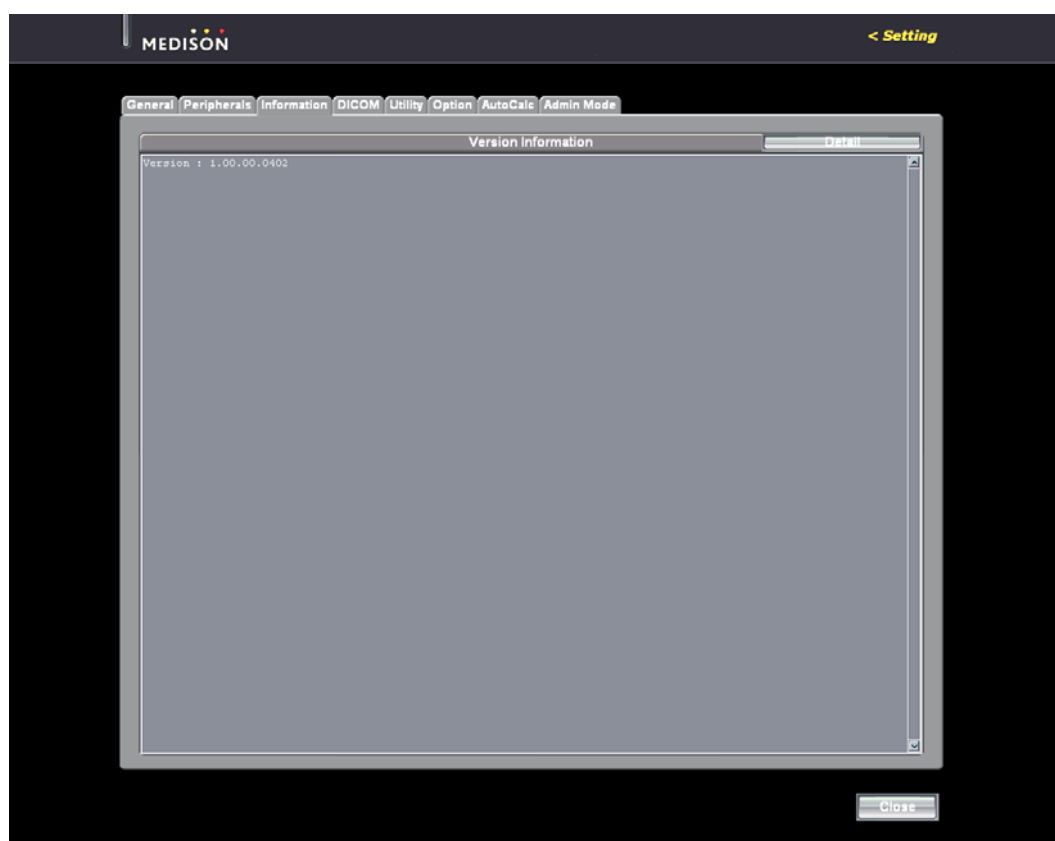 MEDISON
< Setting
General Peripherals Information DICOM Utility Option AutoCalc Admin Mode
Version Information Detail
Version : 1.00.00.0402
Close